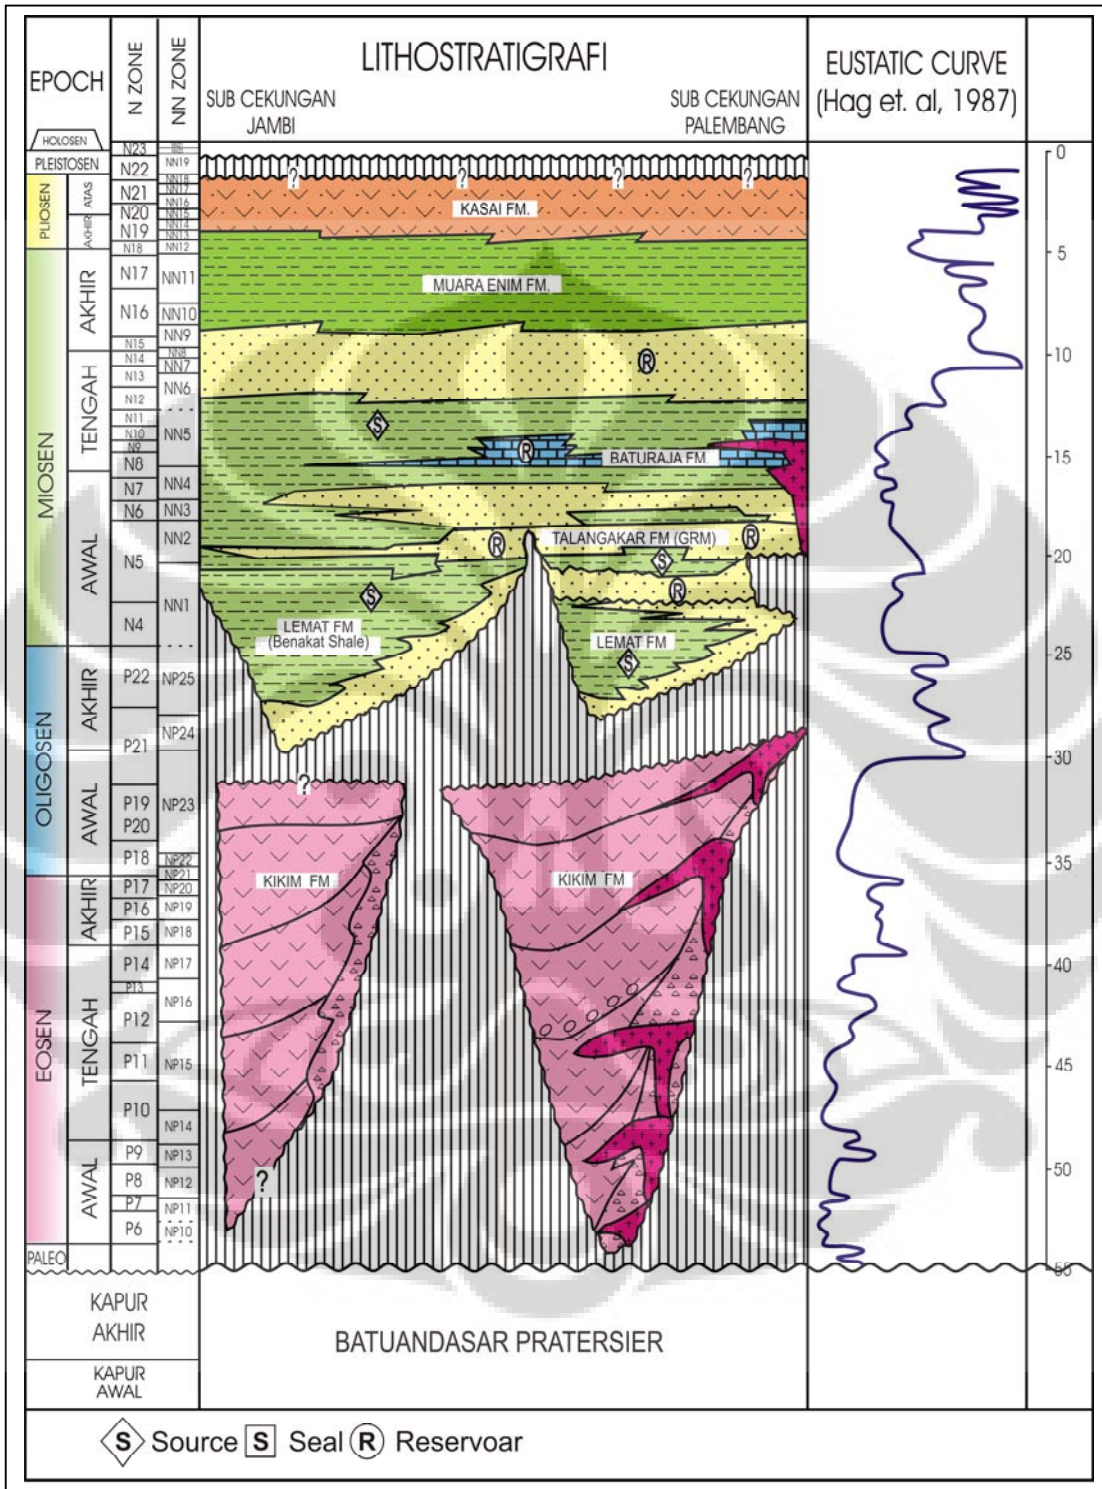 LITHOSTRATIGRAFI
EPOCH
N ZONE
NN ZONE
SUB CEKUNGAN
JAMBI
SUB CEKUNGAN
PALEMBANG
EUSTATIC CURVE
(Hag et. al, 1987)
HOLOSEN
PLEISTOSEN
PLIOSEN
ATAS
AKHIR
MIOSEN
AKHIR
TENGAH
AWAL
OLIGOSEN
AKHIR
AWAL
EOSEN
AKHIR
TENGAH
AWAL
PALEO
N23
N22
N21
N20
N19
N18
N17
N16
N15
N14
N13
N12
N11
N10
N9
N8
N7
N6
N5
N4
P22
P21
P19
P20
P18
P17
P16
P15
P14
P13
P12
P11
P10
P9
P8
P7
P6
NN19
NN18
NN17
NN16
NN15
NN14
NN13
NN12
NN11
NN10
NN9
NN8
NN7
NN6
NN5
NN4
NN3
NN2
NN1
NP25
NP24
NP23
NP22
NP21
NP20
NP19
NP18
NP17
NP16
NP15
NP14
NP13
NP12
NP11
NP10
? ? ? ?
KASAI FM.
MUARA ENIM FM.
R
S
R
BATURAJA FM.
R
TALANGAKAR FM (GRM)
R
S
S
R
LEMAT FM
(Benakat Shale)
LEMAT FM
S
?
KIKIM FM
KIKIM FM
?
0
5
10
15
20
25
30
35
40
45
50
55
KAPUR
AKHIR
KAPUR
AWAL
BATUANDASAR PRATERSIER
S Source S Seal R Reservoar